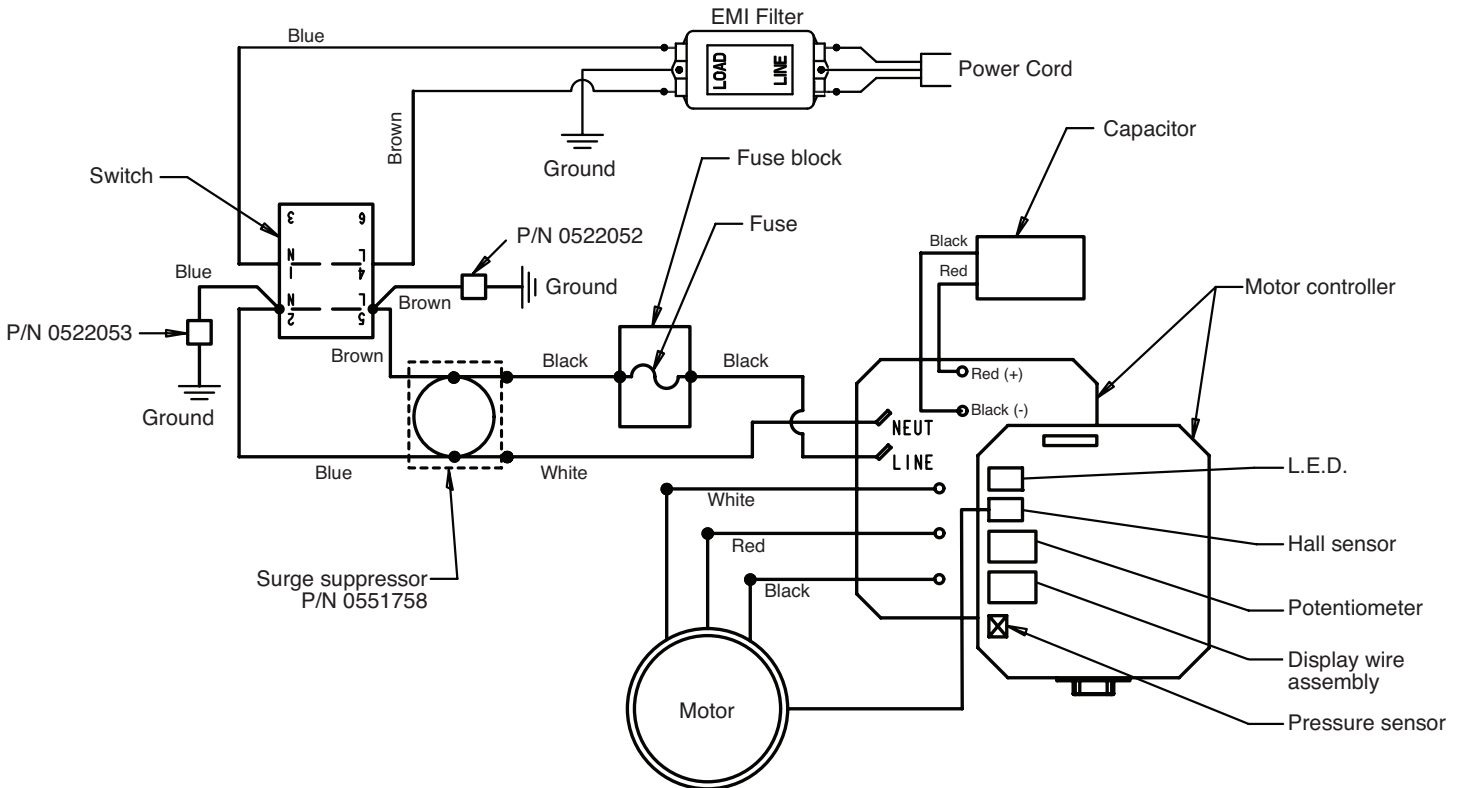 EMI Filter
Blue
LOAD
LINE
Power Cord
Brown
Ground
Capacitor
Fuse block
Switch
3
6
Fuse
P/N 0522052
Black
N
1
L
4
Red
Blue
N
2
L
5
Brown
Ground
Motor controller
P/N 0522053
Brown
Black
Black
Red (+)
Ground
Black (-)
NEUT
LINE
Blue
White
L.E.D.
White
Red
Hall sensor
Surge suppressor
P/N 0551758
Black
Potentiometer
Display wire
assembly
Motor
Pressure sensor